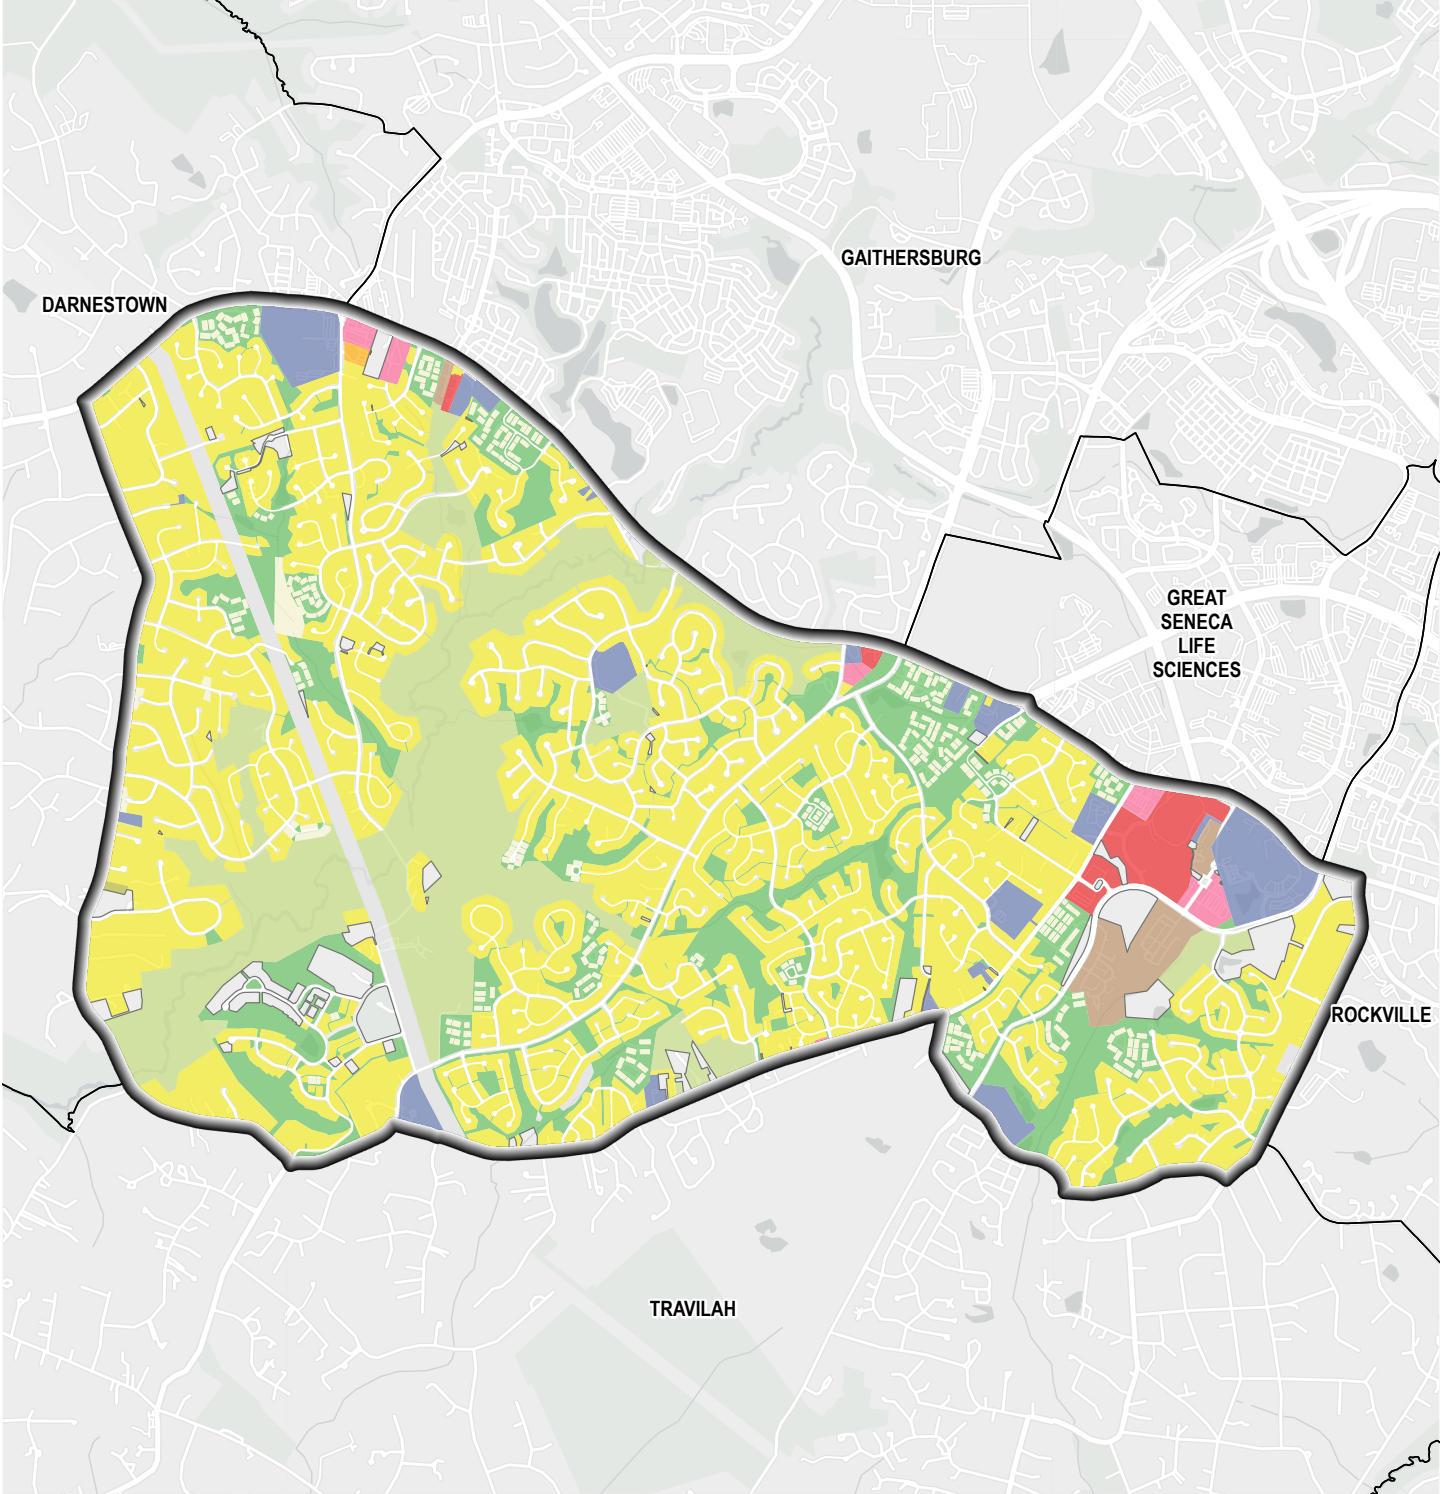 GAITHERSBURG
DARNESTOWN
GREAT
SENECA
LIFE
SCIENCES
ROCKVILLE
TRAVILAH